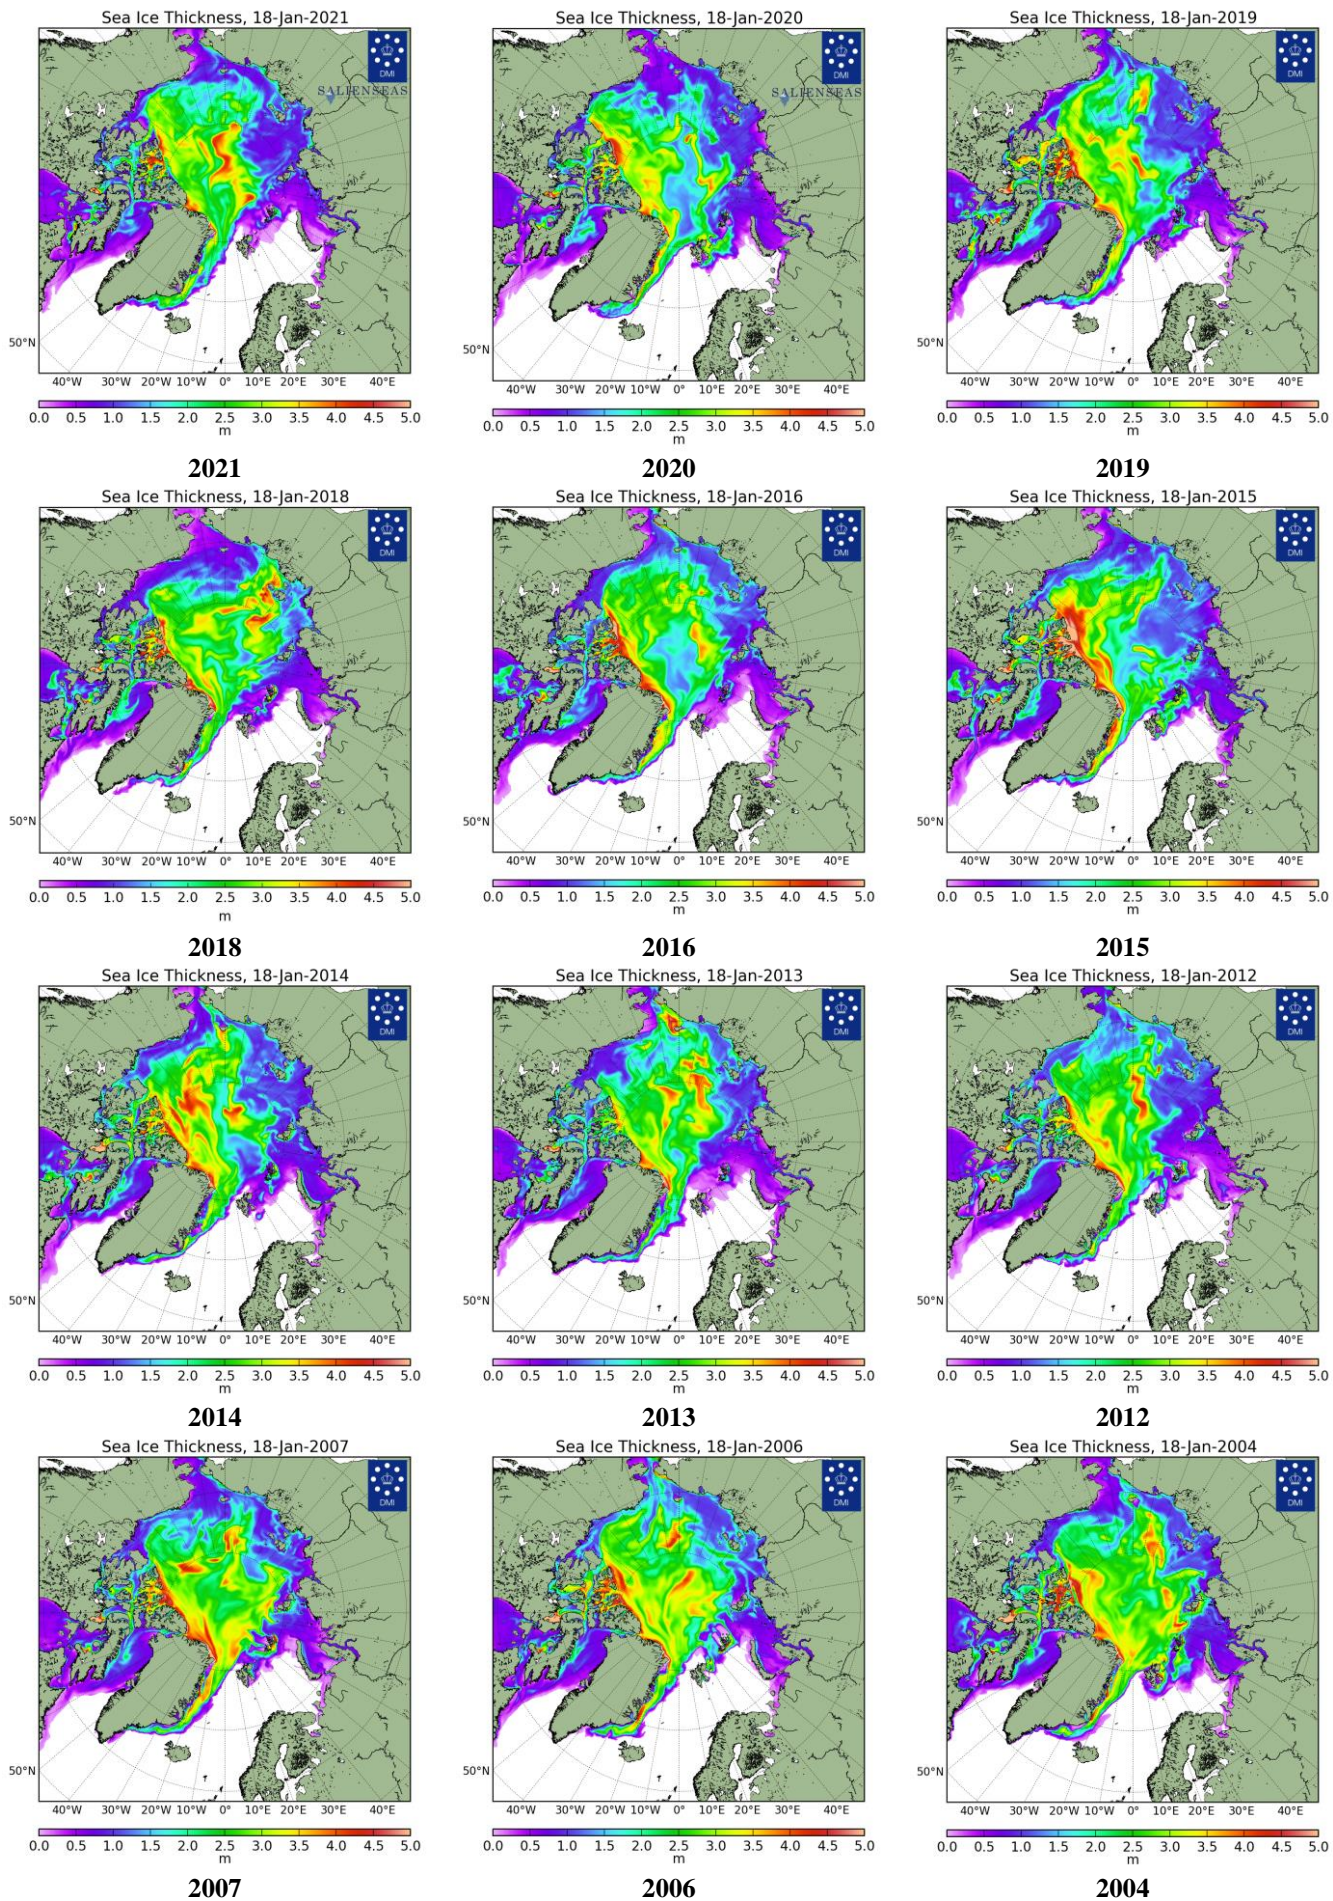 Sea Ice Thickness, 18-Jan-2021 Sea Ice Thickness, 18-Jan-2020 Sea Ice Thickness, 18-Jan-2019
DMI DMI DMI
SALIENSEAS SALIENSEAS
50°N 50°N 50°N
40°W 30°W 20°W 10°W 0° 10°E 20°E 40°E 40°W 30°W 20°W 10°W 0° 10°E 20°E 40°E 40°W 30°W 20°W 10°W 0° 10°E 20°E 30°E 40°E
0.0 0.5 1.0 1.5 2.0 2.5 3.0 3.5 4.0 4.5 5.0 0.0 0.5 1.0 1.5 2.0 2.5 3.0 3.5 4.0 4.5 5.0 0.0 0.5 1.0 1.5 2.0 2.5 3.0 3.5 4.0 4.5 5.0
m m m
2021 2020 2019
Sea Ice Thickness, 18-Jan-2018 Sea Ice Thickness, 18-Jan-2016 Sea Ice Thickness, 18-Jan-2015
DMI DMI DMI
50°N 50°N 50°N
40°W 30°W 20°W 10°W 0° 10°E 20°E 30°E 40°E 40°W 30°W 20°W 10°W 0° 10°E 20°E 30°E 40°E 40°W 30°W 20°W 10°W 0° 10°E 20°E 30°E 40°E
0.0 0.5 1.0 1.5 2.0 2.5 3.0 3.5 4.0 4.5 5.0 0.0 0.5 1.0 1.5 2.0 2.5 3.0 3.5 4.0 4.5 5.0 0.0 0.5 1.0 1.5 2.0 2.5 3.0 3.5 4.0 4.5 5.0
m m m
2018 2016 2015
Sea Ice Thickness, 18-Jan-2014 Sea Ice Thickness, 18-Jan-2013 Sea Ice Thickness, 18-Jan-2012
DMI DMI DMI
50°N 50°N 50°N
40°W 30°W 20°W 10°W 0° 10°E 20°E 30°E 40°E 40°W 30°W 20°W 10°W 0° 10°E 20°E 30°E 40°E 40°W 30°W 20°W 10°W 0° 10°E 20°E 30°E 40°E
0.0 0.5 1.0 1.5 2.0 2.5 3.0 3.5 4.0 4.5 5.0 0.0 0.5 1.0 1.5 2.0 2.5 3.0 3.5 4.0 4.5 5.0 0.0 0.5 1.0 1.5 2.0 2.5 3.0 3.5 4.0 4.5 5.0
m m m
2014 2013 2012
Sea Ice Thickness, 18-Jan-2007 Sea Ice Thickness, 18-Jan-2006 Sea Ice Thickness, 18-Jan-2004
DMI DMI DMI
50°N 50°N 50°N
40°W 30°W 20°W 10°W 0° 10°E 20°E 30°E 40°E 40°W 30°W 20°W 10°W 0° 10°E 20°E 30°E 40°E 40°W 30°W 20°W 10°W 0° 10°E 20°E 30°E 40°E
0.0 0.5 1.0 1.5 2.0 2.5 3.0 3.5 4.0 4.5 5.0 0.0 0.5 1.0 1.5 2.0 2.5 3.0 3.5 4.0 4.5 5.0 0.0 0.5 1.0 1.5 2.0 2.5 3.0 3.5 4.0 4.5 5.0
m m m
2007 2006 2004